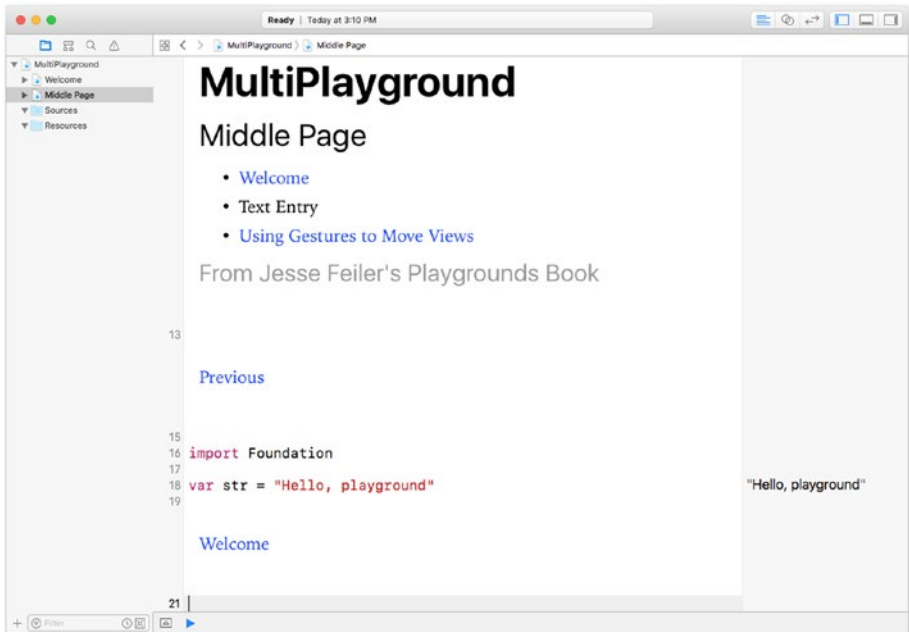 Ready | Today at 3:10 PM
MultiPlayground
Middle Page
MultiPlayground
Welcome
Middle Page
Sources
Resources
MultiPlayground
Middle Page
• Welcome
• Text Entry
• Using Gestures to Move Views
From Jesse Feiler's Playgrounds Book
13
Previous
15
16 import Foundation
17
18 var str = "Hello, playground" "Hello, playground"
19
Welcome
21
Filter